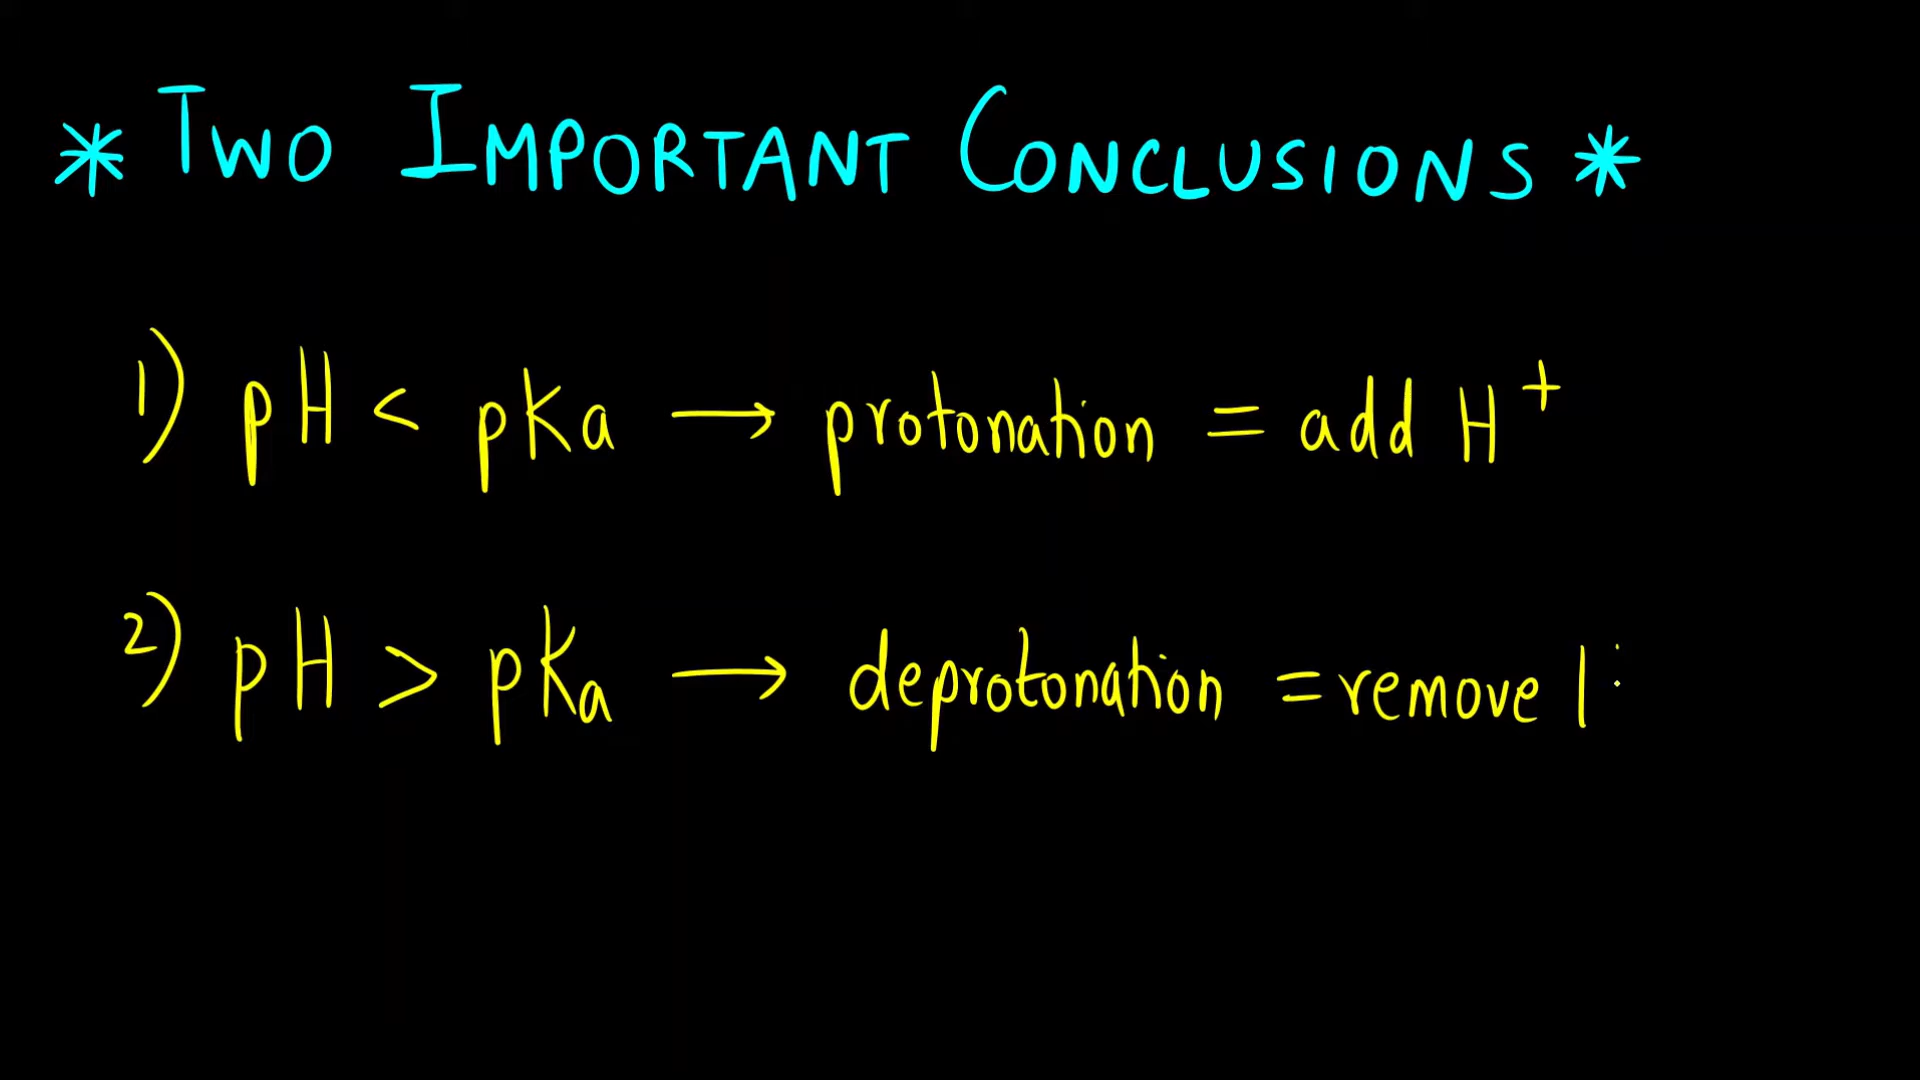 * TWO IMPORTANT CONCLUSIONS *
1) pH < pKa → protonation = add H⁺
2) pH > pKa → deprotonation = remove